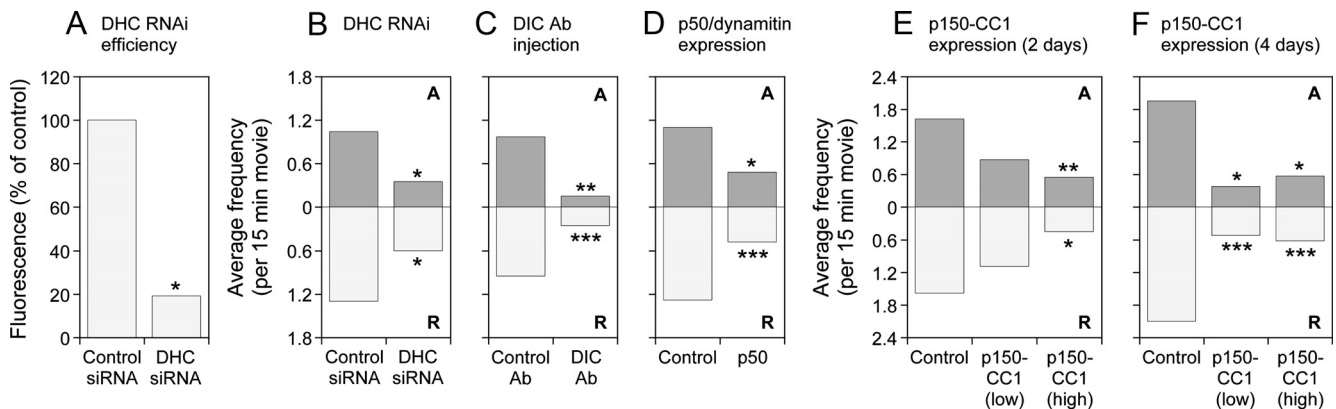 A DHC RNAi
efficiency
B DHC RNAi
C DIC Ab
injection
D p50/dynamitin
expression
E p150-CC1
expression (2 days)
F p150-CC1
expression (4 days)
Fluorescence (% of control)
120
100
80
60
40
20
0
*
Control
siRNA
DHC
siRNA
Average frequency
(per 15 min movie)
1.8
1.2
0.6
0
0.6
1.2
1.8
A
*
*
R
Control
siRNA
DHC
siRNA
A
**
***
R
Control
Ab
DIC
Ab
A
*
***
R
Control
p50
Average frequency
(per 15 min movie)
2.4
1.8
1.2
0.6
0
0.6
1.2
1.8
2.4
A
**
*
R
Control
p150-
CC1
(low)
p150-
CC1
(high)
A
*
*
***
***
R
Control
p150-
CC1
(low)
p150-
CC1
(high)